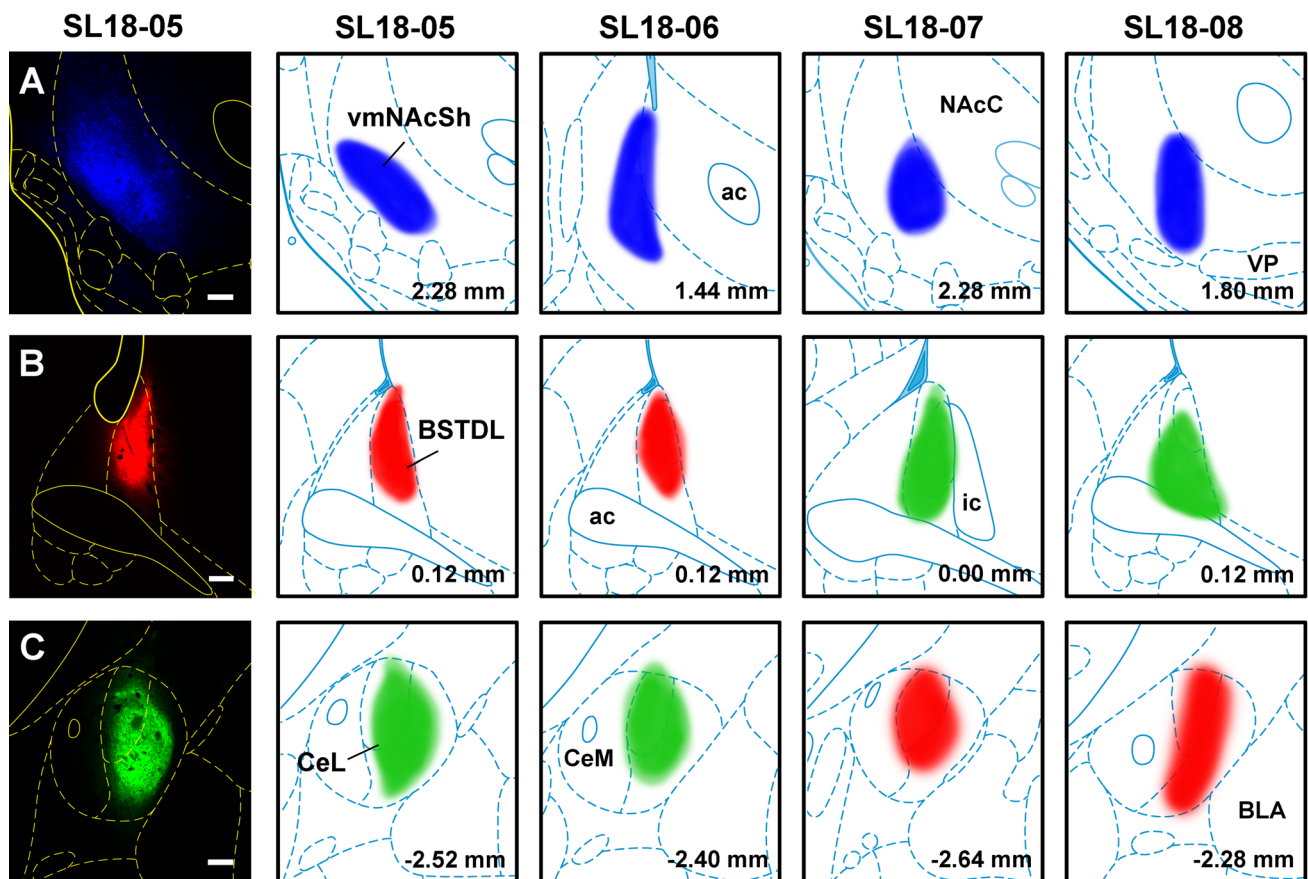 SL18-05 SL18-05 SL18-06 SL18-07 SL18-08
A
vmNAcSh
2.28 mm
ac
1.44 mm
NAcC
2.28 mm
VP
1.80 mm
B
BSTDL
0.12 mm
ac
0.12 mm
ic
0.00 mm
0.12 mm
C
CeL
-2.52 mm
CeM
-2.40 mm
-2.64 mm
BLA
-2.28 mm